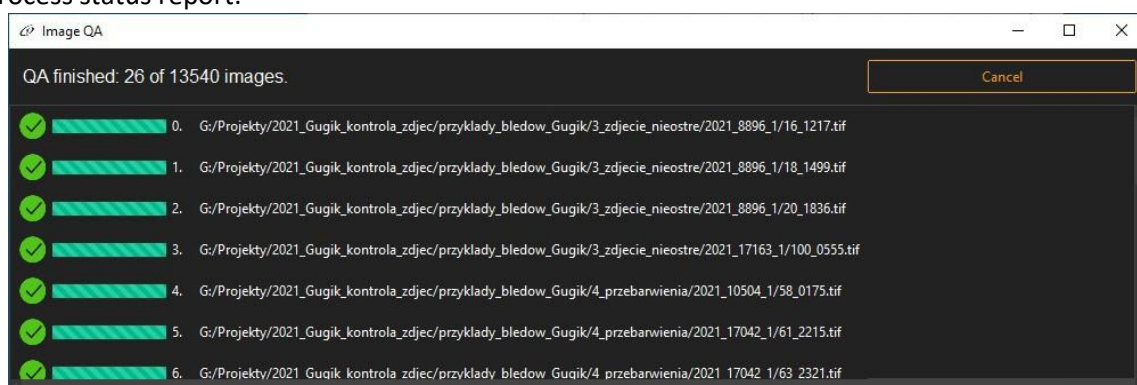 process status report:
Image QA
QA finished: 26 of 13540 images.
Cancel
0. G:/Projekty/2021_Gugik_kontrola_zdjec/przyklady_bledow_Gugik/3_zdjecie_nieostre/2021_8896_1/16_1217.tif
1. G:/Projekty/2021_Gugik_kontrola_zdjec/przyklady_bledow_Gugik/3_zdjecie_nieostre/2021_8896_1/18_1499.tif
2. G:/Projekty/2021_Gugik_kontrola_zdjec/przyklady_bledow_Gugik/3_zdjecie_nieostre/2021_8896_1/20_1836.tif
3. G:/Projekty/2021_Gugik_kontrola_zdjec/przyklady_bledow_Gugik/3_zdjecie_nieostre/2021_17163_1/100_0555.tif
4. G:/Projekty/2021_Gugik_kontrola_zdjec/przyklady_bledow_Gugik/4_przebarwienia/2021_10504_1/58_0175.tif
5. G:/Projekty/2021_Gugik_kontrola_zdjec/przyklady_bledow_Gugik/4_przebarwienia/2021_17042_1/61_2215.tif
6. G:/Projekty/2021_Gugik_kontrola_zdjec/przyklady_bledow_Gugik/4_przebarwienia/2021_17042_1/63_2321.tif